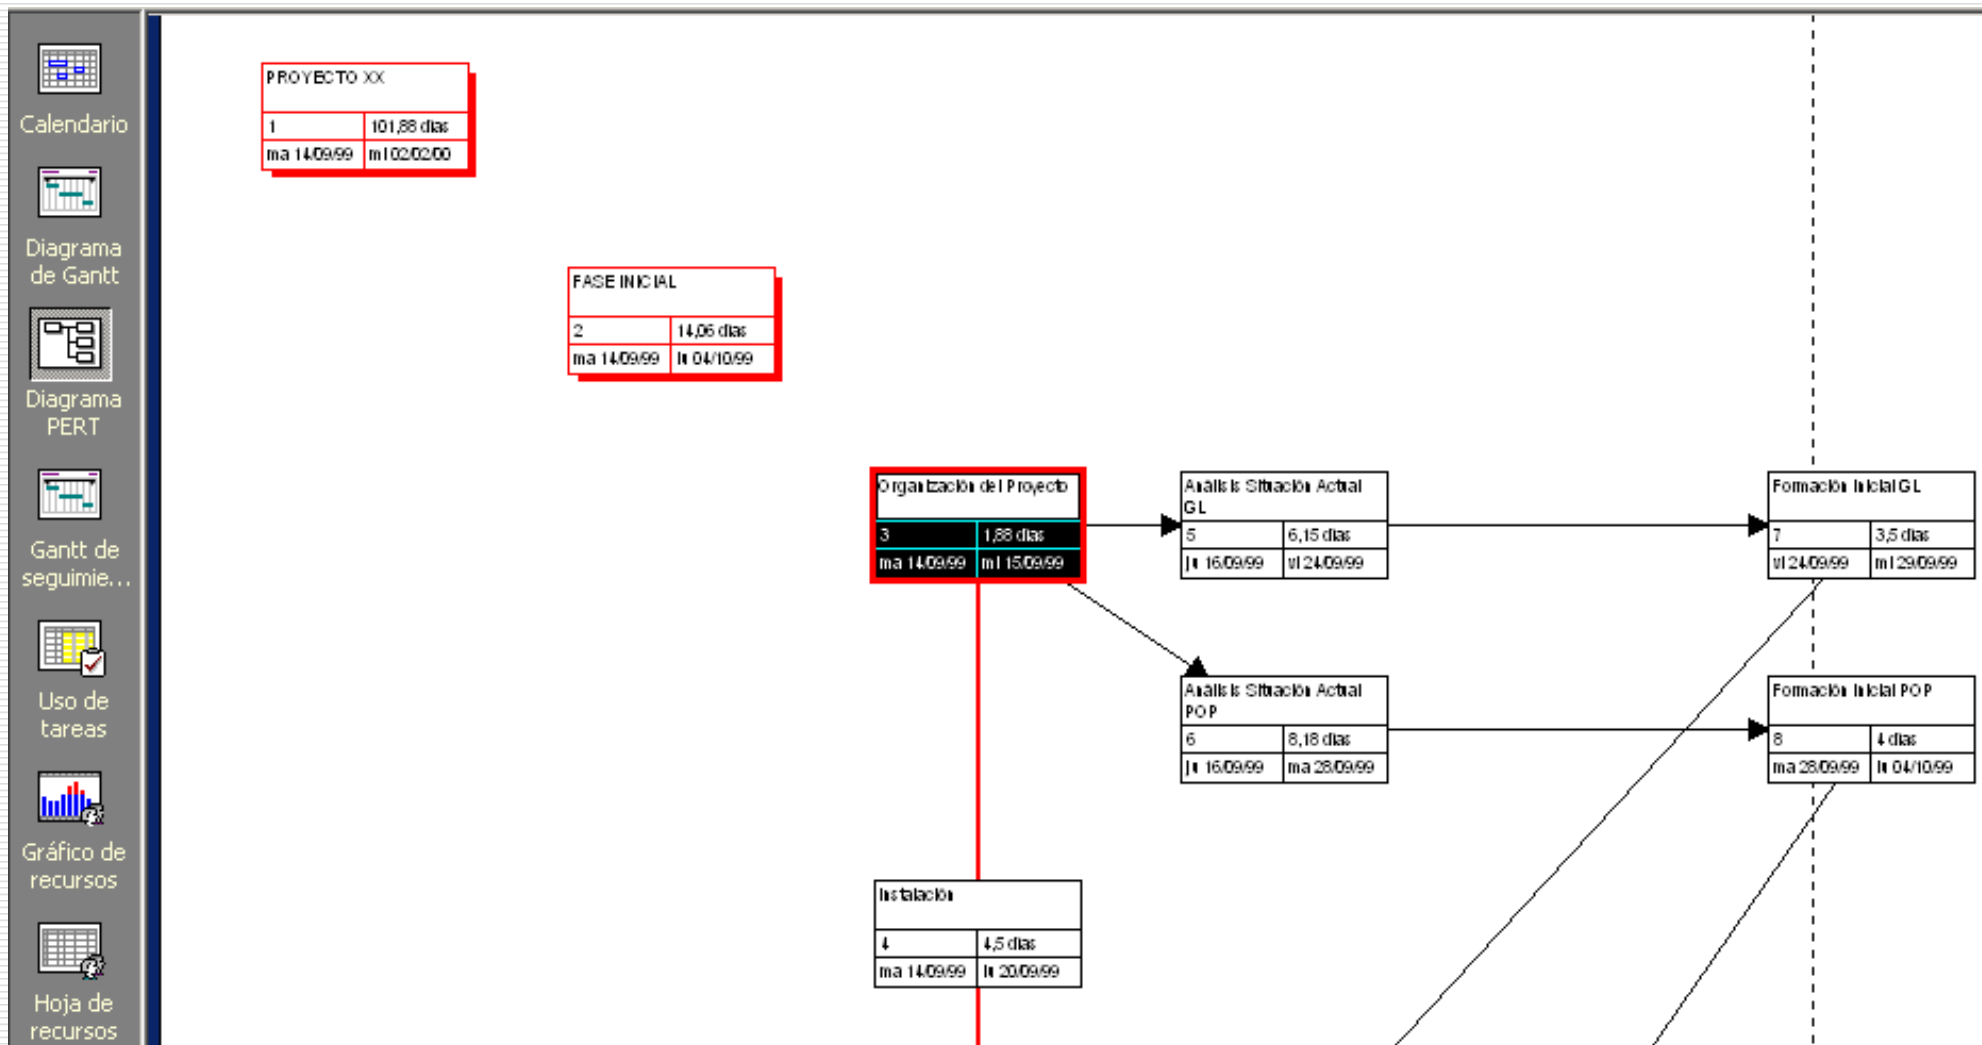 Calendario
Diagrama
de Gantt
Diagrama
PERT
Gantt de
seguimie...
Uso de
tareas
Gráfico de
recursos
Hoja de
recursos
PROYECTO XX
1
101,88 días
ma 14/09/99
mi 02/02/00
FASE INICIAL
2
14,06 días
ma 14/09/99
lu 04/10/99
Organización del Proyecto
3
1,88 días
ma 14/09/99
mi 15/09/99
Análisis Situación Actual
GL
5
6,15 días
ju 16/09/99
vi 24/09/99
Formación Inicial GL
7
3,5 días
vi 24/09/99
mi 29/09/99
Análisis Situación Actual
POP
6
8,18 días
ju 16/09/99
ma 28/09/99
Formación Inicial POP
8
4 días
ma 28/09/99
lu 04/10/99
Instalación
4
4,5 días
ma 14/09/99
lu 20/09/99